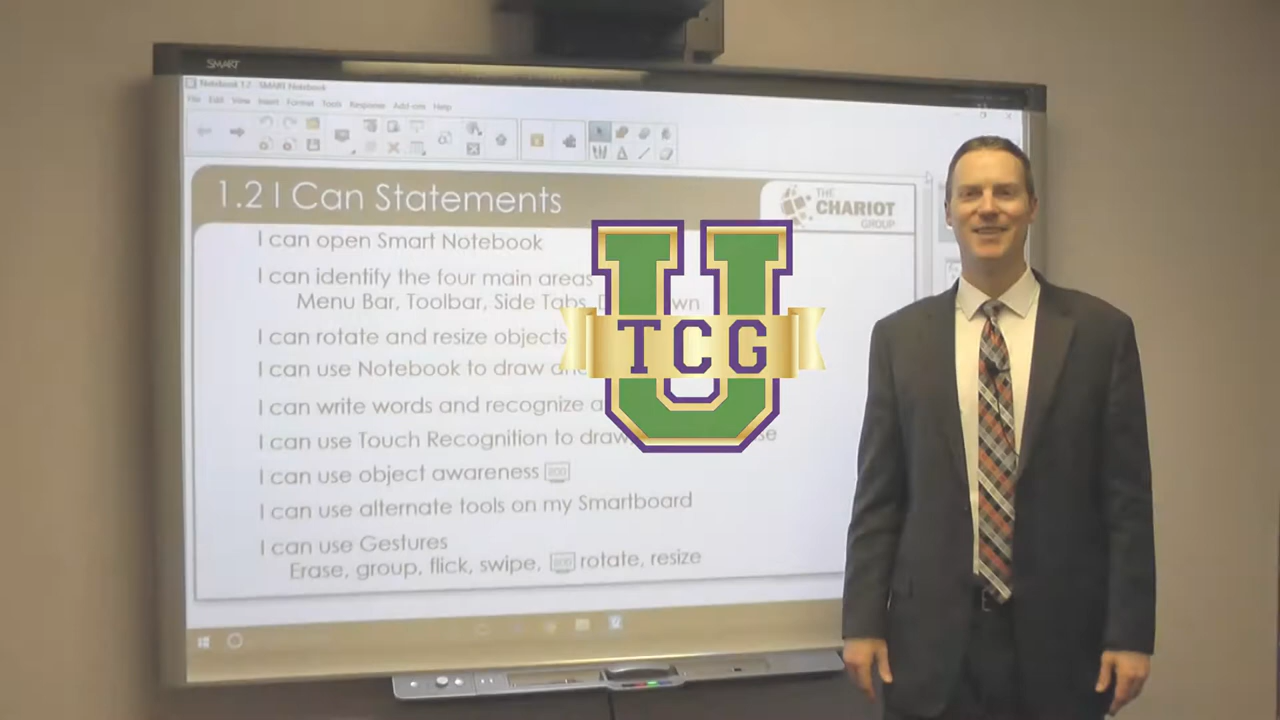 SMART
Notebook 1.2 - SMART Notebook
File Edit View Insert Format Tools Response Add-ons Help
1.2 I Can Statements
THE
CHARIOT
GROUP
I can open Smart Notebook
I can identify the four main areas
Menu Bar, Toolbar, Side Tabs,
I can rotate and resize objects
I can use Notebook to draw
I can write words and recognize
I can use Touch Recognition to draw
I can use object awareness
I can use alternate tools on my Smartboard
I can use Gestures
Erase, group, flick, swipe, rotate, resize
U
TCG